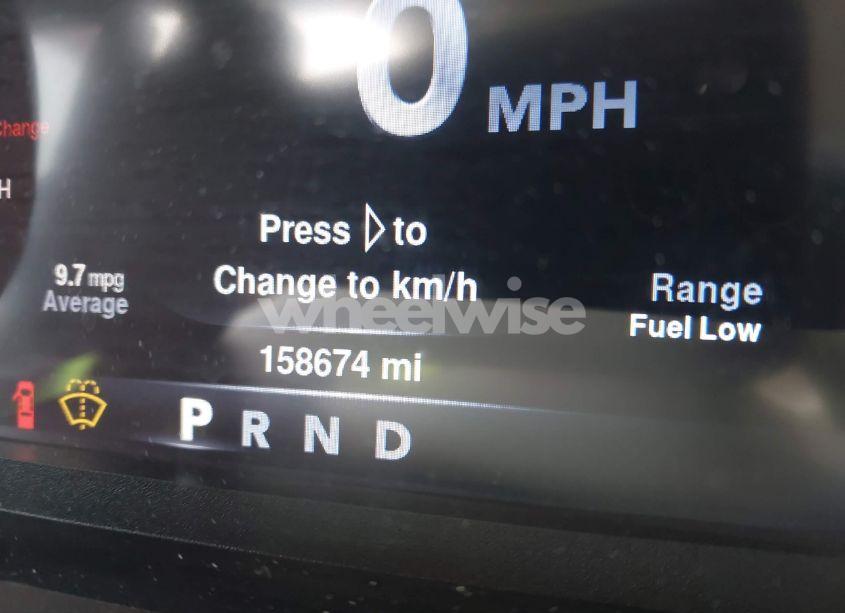 0 MPH
Change
H
Press ▷ to
Change to km/h
9.7 mpg
Average
Range
Fuel Low
wheelwise
158674 mi
P R N D